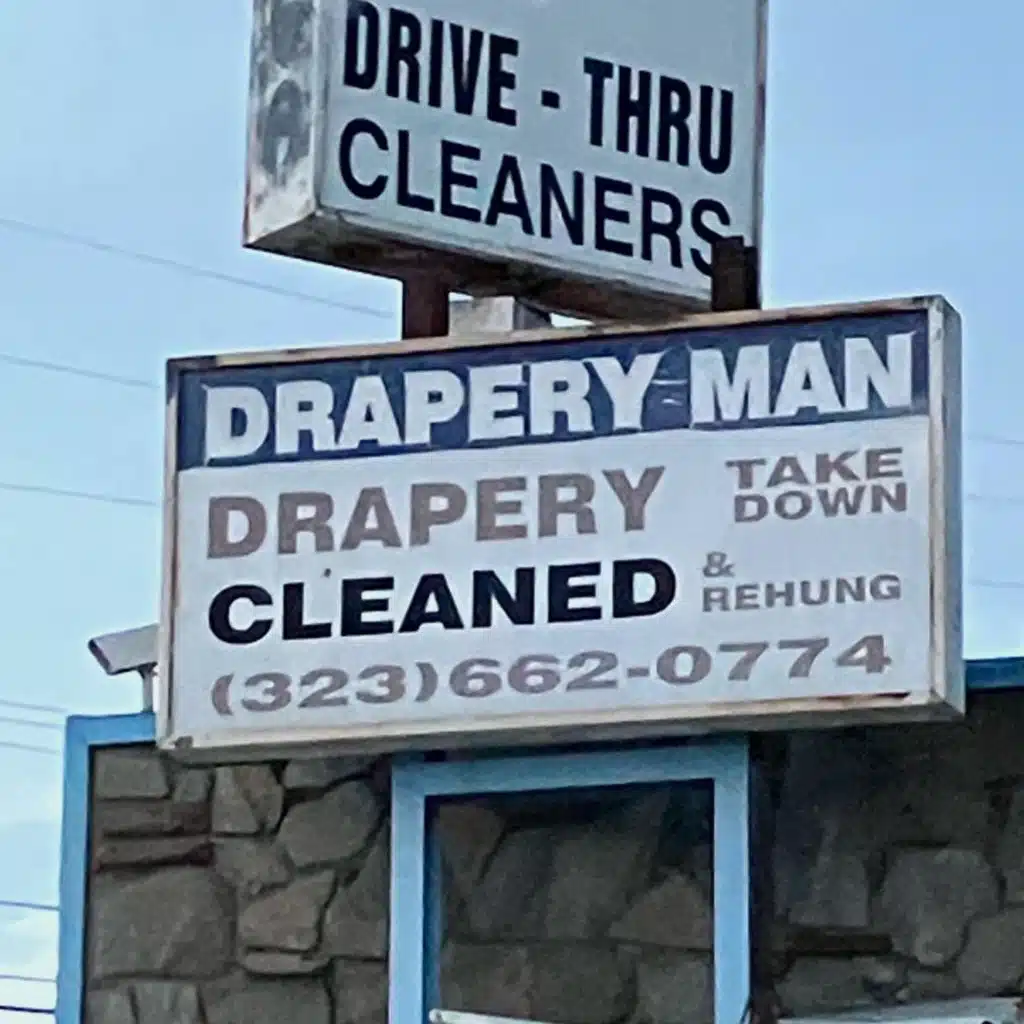 DRIVE - THRU
CLEANERS
DRAPERY MAN
DRAPERY
CLEANED
TAKE
DOWN
&
REHUNG
(323)662-0774